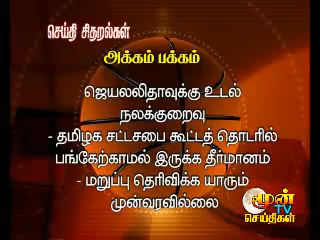 செய்தி சிதறல்கள்
அக்கம் பக்கம்
ஜெயலலிதாவுக்கு உடல்
நலக்குறைவு
- தமிழக சட்டசபை கூட்டத் தொடரில்
பங்கேற்காமல் இருக்க தீர்மானம்
- மறுப்பு தெரிவிக்க யாரும்
முன்வரவில்லை
மூன்
TV
செய்திகள்